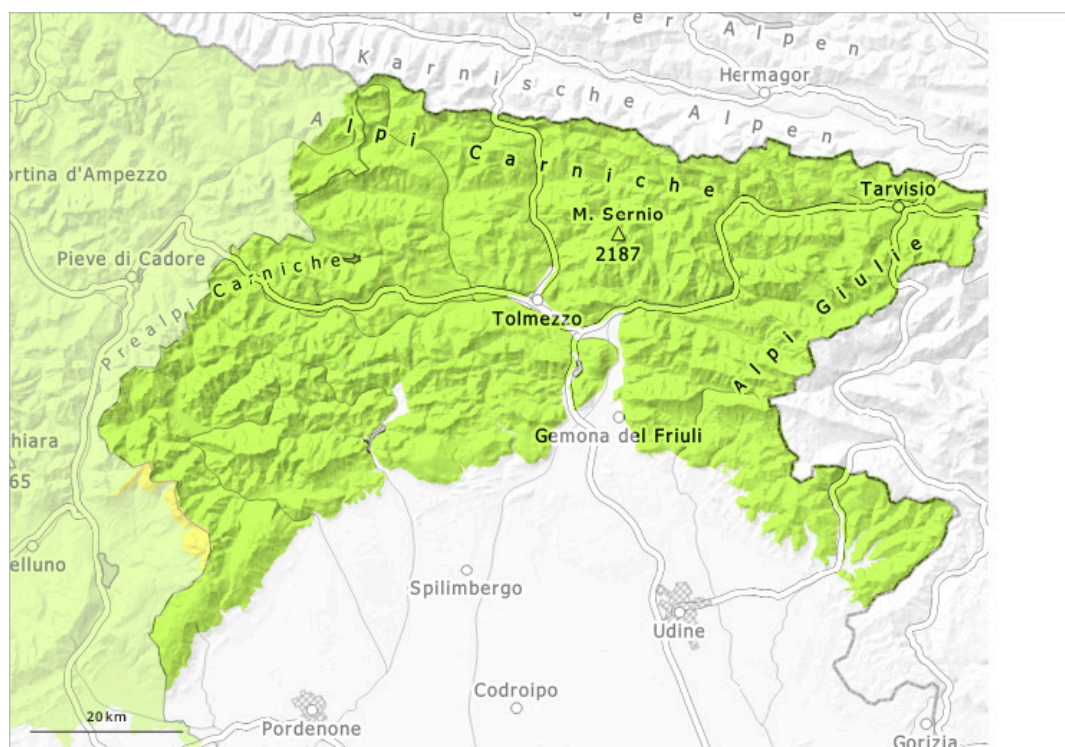 Alpen
Hermagor
Karnische Alpen
Alpi Carniche
ortina d'Ampezzo
Tarvisio
M. Sernio
2187
Pieve di Cadore
Prealpi Carniche
Tolmezzo
Alpi Giulie
Gemona del Friuli
hiara
65
elluno
Spilimbergo
Udine
Codroipo
20 km
Pordenone
Gorizia